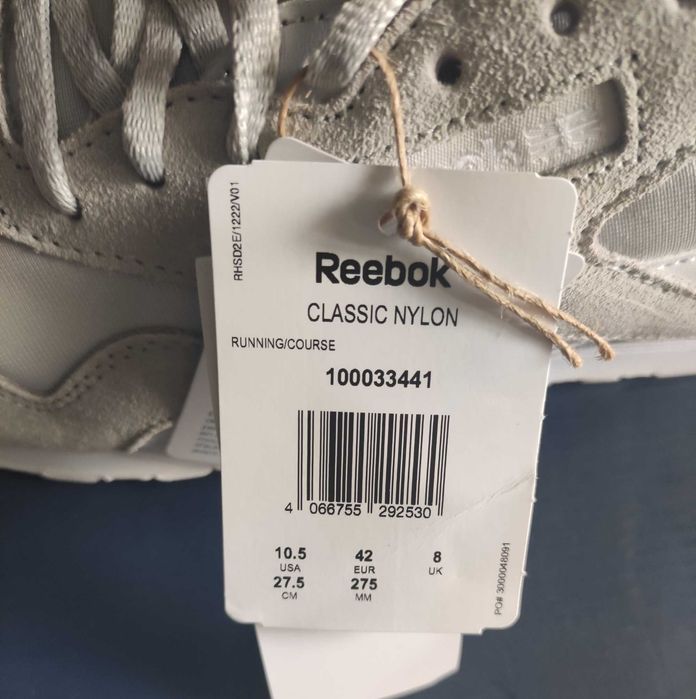 RHSD2E/1222/V01
Reebok
CLASSIC NYLON
RUNNING/COURSE
100033441
4 066755 292530
10.5 42 8
USA EUR UK
27.5 275
CM MM
PO# 3000048091